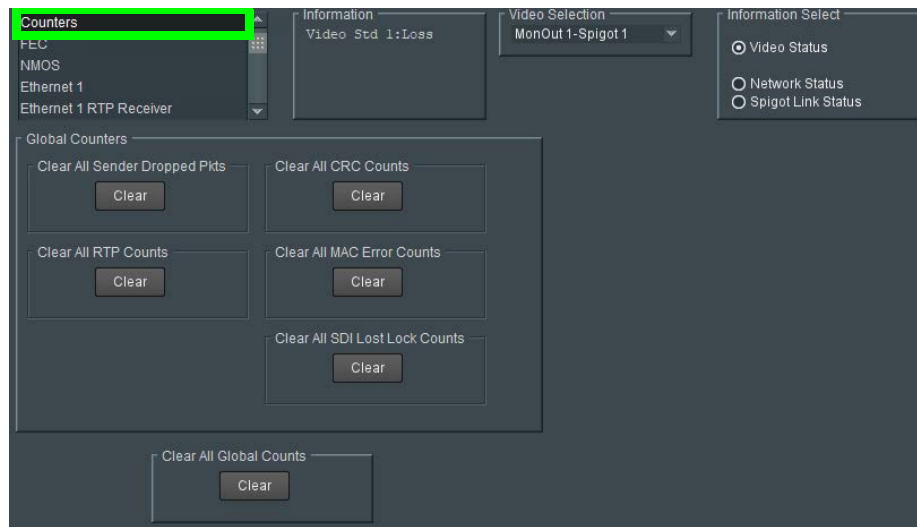 Counters
FEC
NMOS
Ethernet 1
Ethernet 1 RTP Receiver
Information
Video Std 1:Loss
Video Selection
MonOut 1-Spigot 1
Information Select
Video Status
Network Status
Spigot Link Status
Global Counters
Clear All Sender Dropped Pkts
Clear
Clear All CRC Counts
Clear
Clear All RTP Counts
Clear
Clear All MAC Error Counts
Clear
Clear All SDI Lost Lock Counts
Clear
Clear All Global Counts
Clear